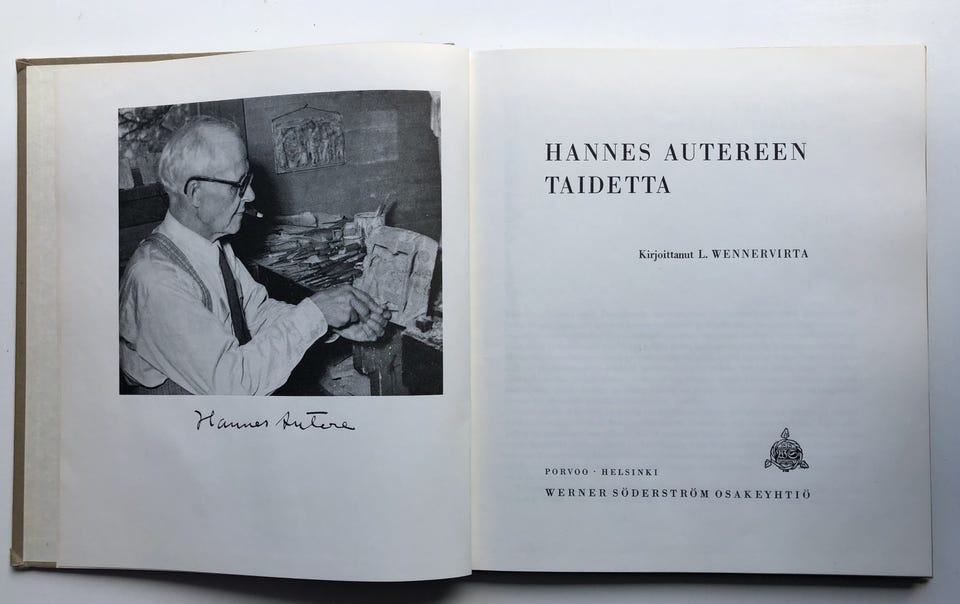 Hannes Autere
HANNES AUTEREEN
TAIDETTA
Kirjoittanut L. WENNERVIRTA
PORVOO · HELSINKI
WERNER SÖDERSTRÖM OSAKEYHTIÖ